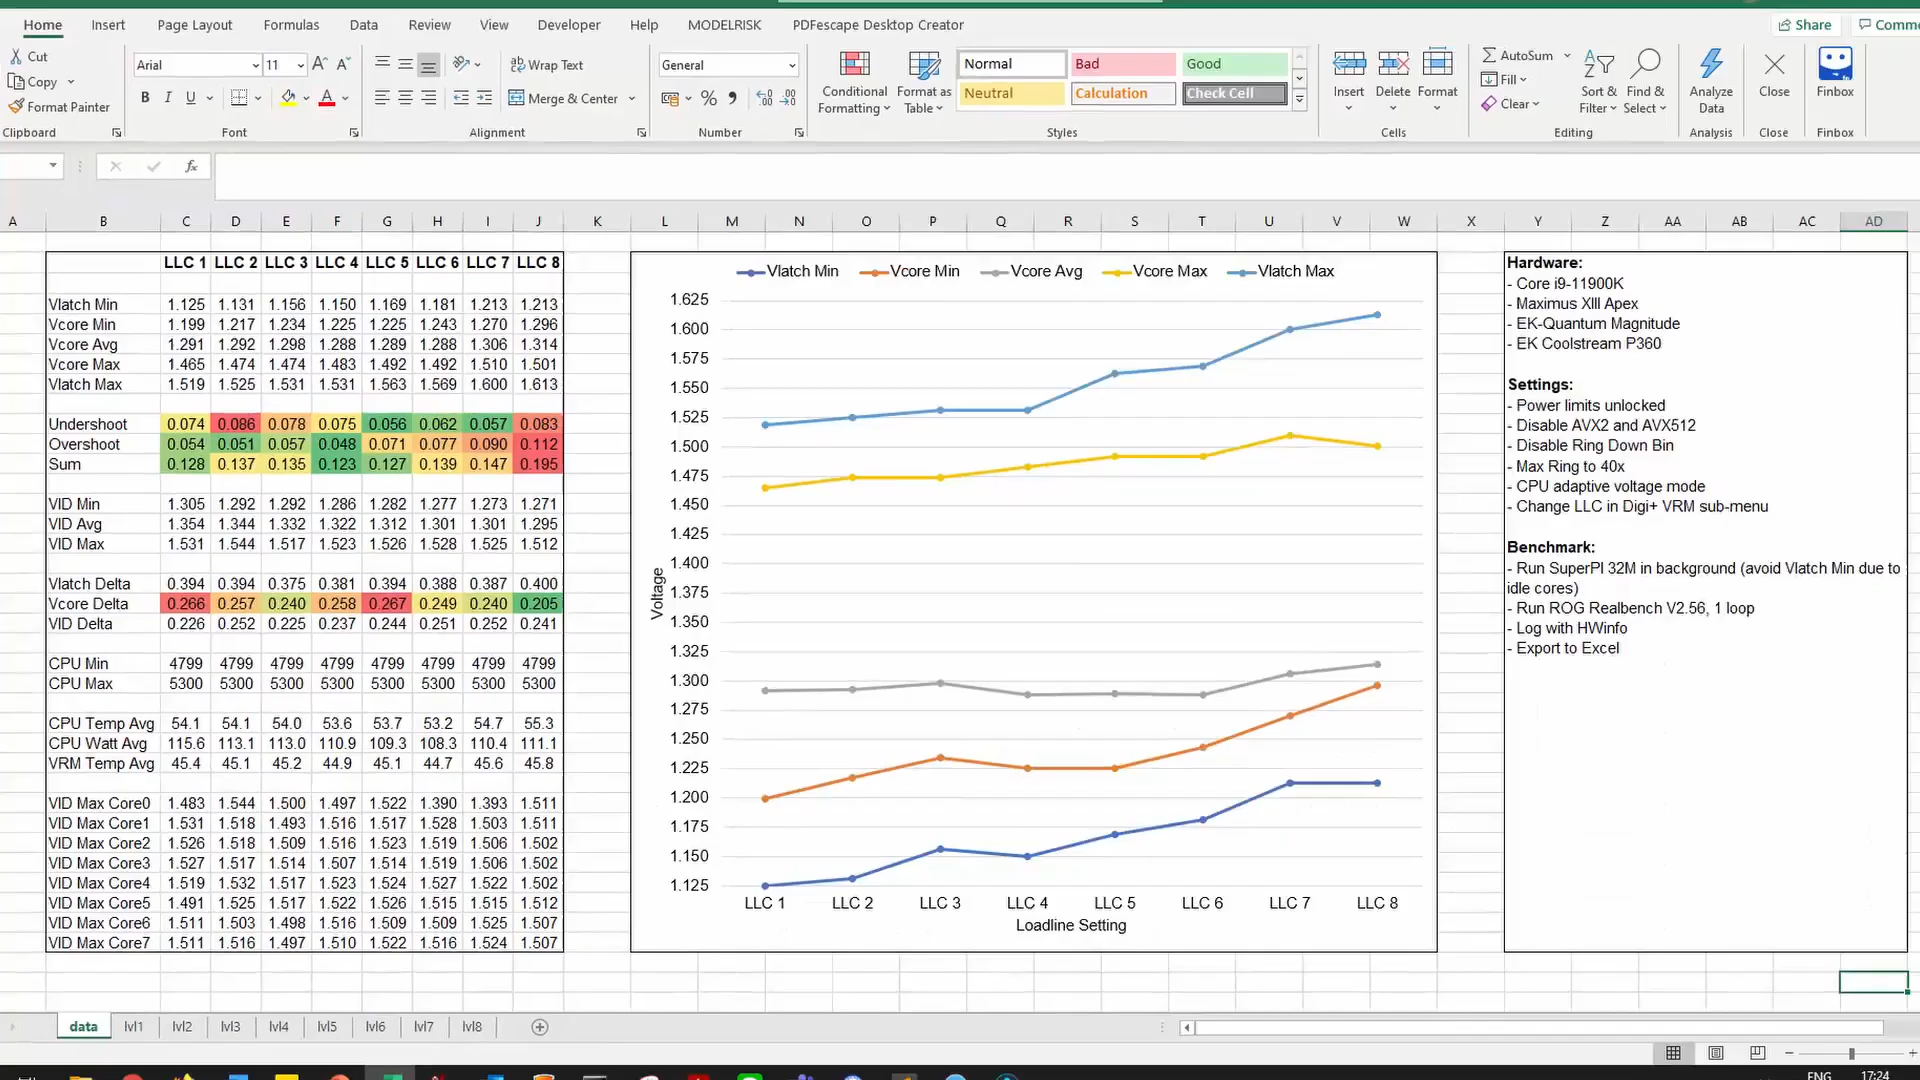 Home Insert Page Layout Formulas Data Review View Developer Help MODELRISK PDFescape Desktop Creator Share
Cut
Copy
Format Painter
Clipboard
Arial 11 A A
B I U A
Font
Wrap Text
Merge & Center
Alignment
General
%
Number
Conditional Formatting
Format as Table
Normal Bad Good
Neutral Calculation Check Cell
Styles
Insert Delete Format
Cells
AutoSum
Fill
Clear
Sort & Filter
Find & Select
Editing
Analyze Data
Analysis
Close
Close
Finbox
Finbox
fx
A B C D E F G H I J K L M N O P Q R S T U V W X Y Z AA AB AC AD
LLC 1 LLC 2 LLC 3 LLC 4 LLC 5 LLC 6 LLC 7 LLC 8
Vlatch Min 1.125 1.131 1.156 1.150 1.169 1.181 1.213 1.213
Vcore Min 1.199 1.217 1.234 1.225 1.225 1.243 1.270 1.296
Vcore Avg 1.291 1.292 1.298 1.288 1.289 1.288 1.306 1.314
Vcore Max 1.465 1.474 1.474 1.483 1.492 1.492 1.510 1.501
Vlatch Max 1.519 1.525 1.531 1.531 1.563 1.569 1.600 1.613
Undershoot 0.074 0.086 0.078 0.075 0.056 0.062 0.057 0.083
Overshoot 0.054 0.051 0.057 0.048 0.071 0.077 0.090 0.112
Sum 0.128 0.137 0.135 0.123 0.127 0.139 0.147 0.195
VID Min 1.305 1.292 1.292 1.286 1.282 1.277 1.273 1.271
VID Avg 1.354 1.344 1.332 1.322 1.312 1.301 1.301 1.295
VID Max 1.531 1.544 1.517 1.523 1.526 1.528 1.525 1.512
Vlatch Delta 0.394 0.394 0.375 0.381 0.394 0.388 0.387 0.400
Vcore Delta 0.266 0.257 0.240 0.258 0.267 0.249 0.240 0.205
VID Delta 0.226 0.252 0.225 0.237 0.244 0.251 0.252 0.241
CPU Min 4799 4799 4799 4799 4799 4799 4799 4799
CPU Max 5300 5300 5300 5300 5300 5300 5300 5300
CPU Temp Avg 54.1 54.1 54.0 53.6 53.7 53.2 54.7 55.3
CPU Watt Avg 115.6 113.1 113.0 110.9 109.3 108.3 110.4 111.1
VRM Temp Avg 45.4 45.1 45.2 44.9 45.1 44.7 45.6 45.8
VID Max Core0 1.483 1.544 1.500 1.497 1.522 1.390 1.393 1.511
VID Max Core1 1.531 1.518 1.493 1.516 1.517 1.528 1.503 1.511
VID Max Core2 1.526 1.518 1.509 1.516 1.523 1.519 1.506 1.502
VID Max Core3 1.527 1.517 1.514 1.507 1.514 1.519 1.506 1.502
VID Max Core4 1.519 1.532 1.517 1.523 1.524 1.527 1.522 1.502
VID Max Core5 1.491 1.525 1.517 1.522 1.526 1.515 1.515 1.512
VID Max Core6 1.511 1.503 1.498 1.516 1.509 1.509 1.525 1.507
VID Max Core7 1.511 1.516 1.497 1.510 1.522 1.516 1.524 1.507
Vlatch Min Vcore Min Vcore Avg Vcore Max Vlatch Max
1.625
1.600
1.575
1.550
1.525
1.500
1.475
1.450
1.425
1.400
1.375
1.350
1.325
1.300
1.275
1.250
1.225
1.200
1.175
1.150
1.125
Voltage
LLC 1 LLC 2 LLC 3 LLC 4 LLC 5 LLC 6 LLC 7 LLC 8
Loadline Setting
Hardware:
- Core i9-11900K
- Maximus XIII Apex
- EK-Quantum Magnitude
- EK Coolstream P360
Settings:
- Power limits unlocked
- Disable AVX2 and AVX512
- Disable Ring Down Bin
- Max Ring to 40x
- CPU adaptive voltage mode
- Change LLC in Digi+ VRM sub-menu
Benchmark:
- Run SuperPI 32M in background (avoid Vlatch Min due to
idle cores)
- Run ROG Realbench V2.56, 1 loop
- Log with HWinfo
- Export to Excel
data lvl1 lvl2 lvl3 lvl4 lvl5 lvl6 lvl7 lvl8
ENG 17:24